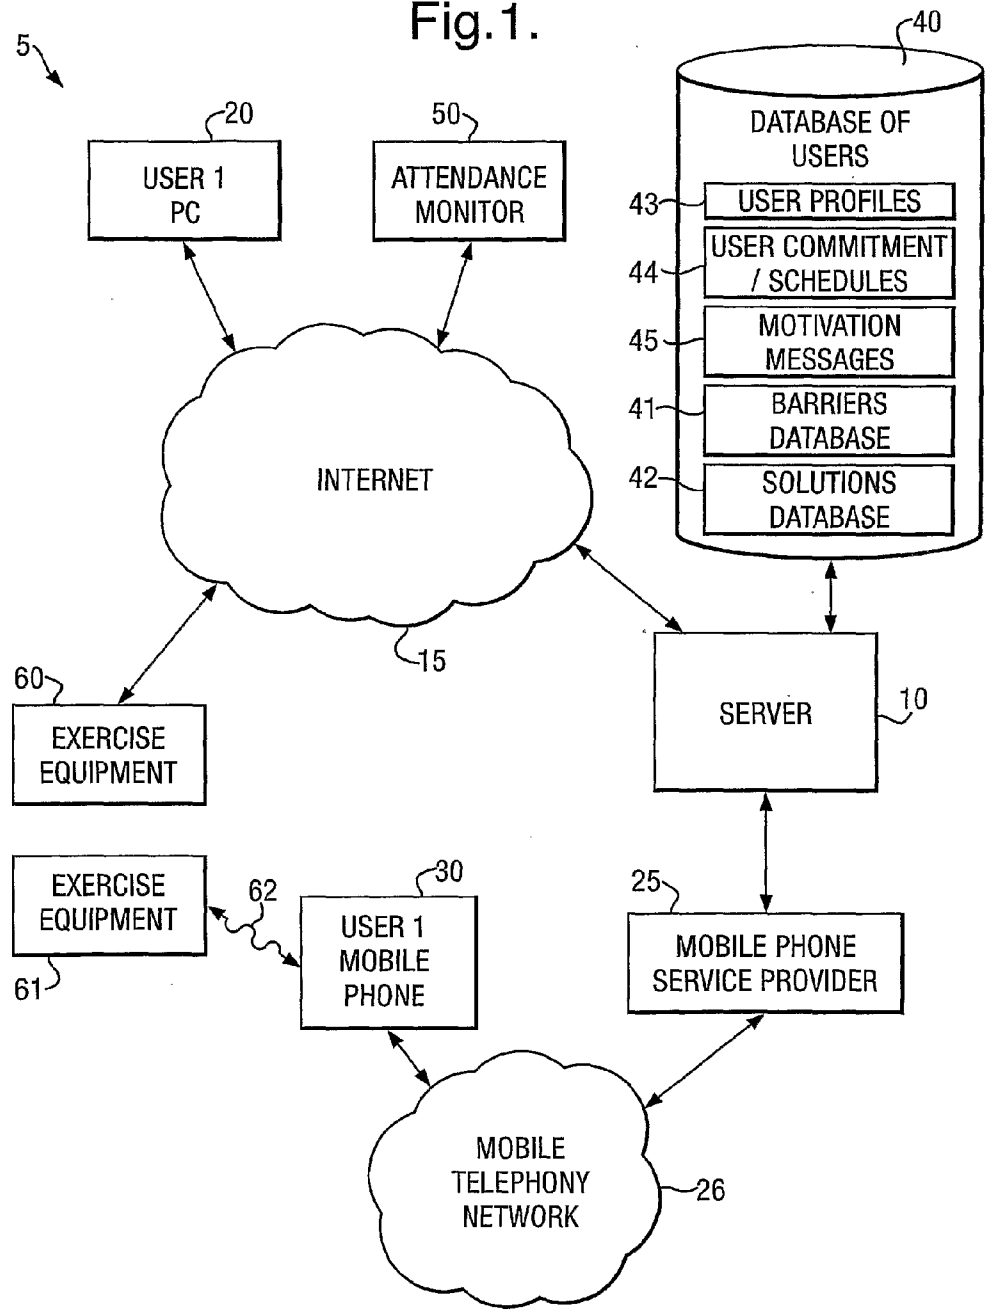 Fig.1.
5
40
20
50
USER 1
PC
ATTENDANCE
MONITOR
DATABASE OF
USERS
43
USER PROFILES
44
USER COMMITMENT
/ SCHEDULES
45
MOTIVATION
MESSAGES
41
BARRIERS
DATABASE
42
SOLUTIONS
DATABASE
INTERNET
15
60
EXERCISE
EQUIPMENT
SERVER
10
EXERCISE
EQUIPMENT
61
62
30
USER 1
MOBILE
PHONE
25
MOBILE PHONE
SERVICE PROVIDER
MOBILE
TELEPHONY
NETWORK
26